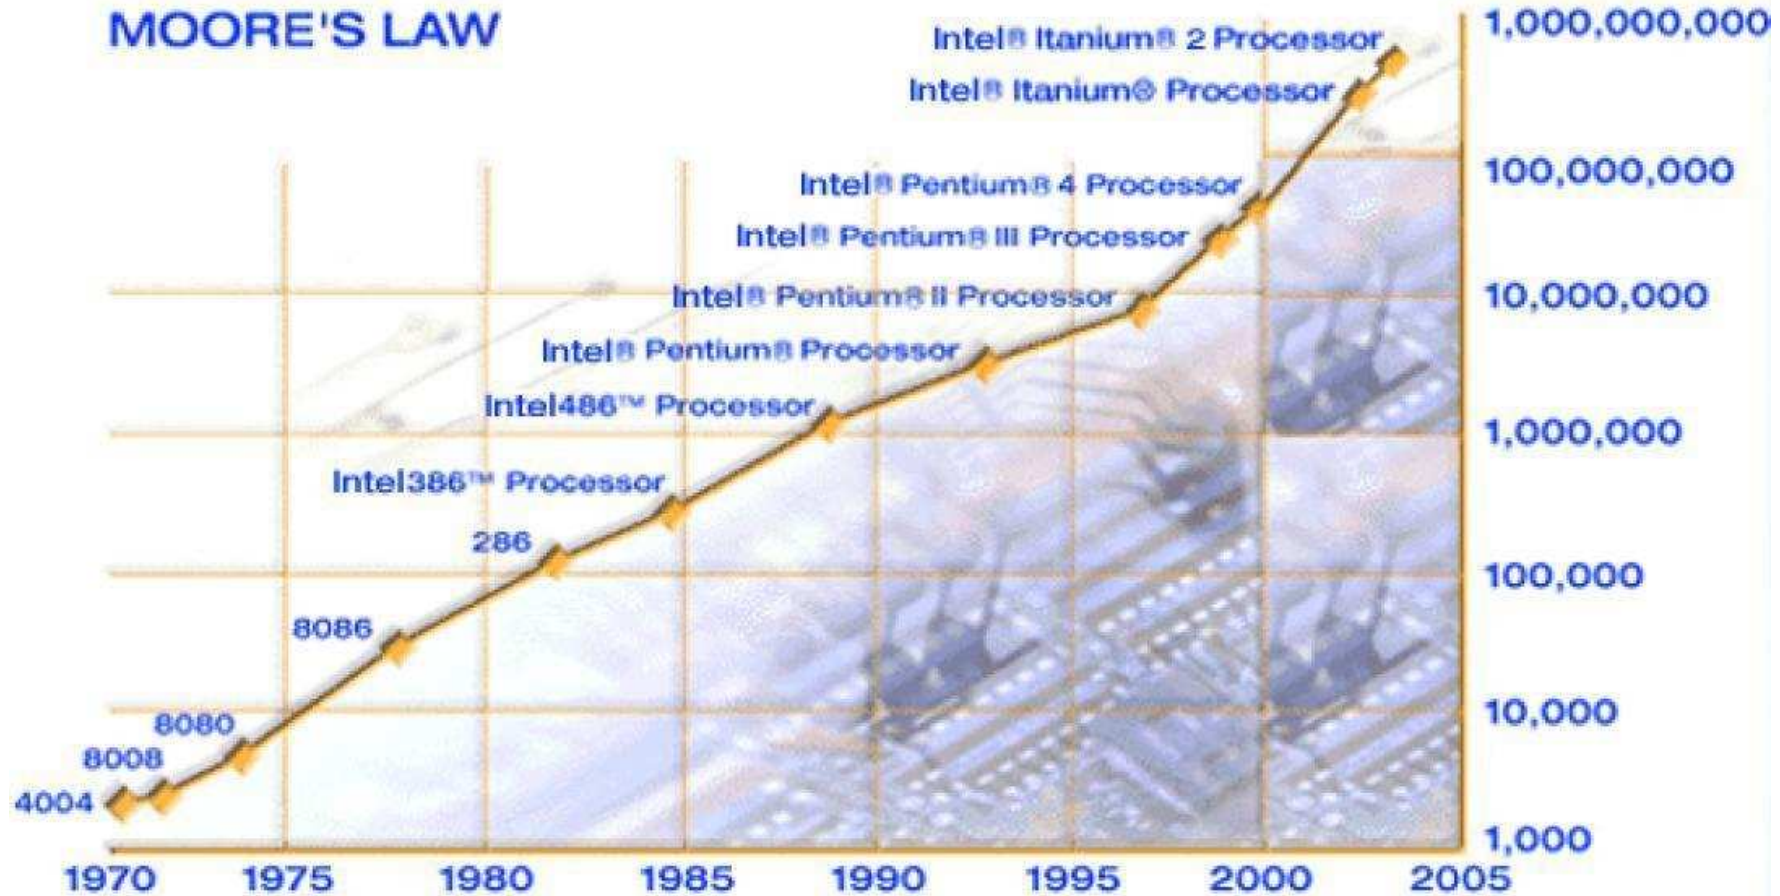 MOORE'S LAW
1,000,000,000
Intel® Itanium® 2 Processor
Intel® Itanium® Processor
100,000,000
Intel® Pentium® 4 Processor
Intel® Pentium® III Processor
10,000,000
Intel® Pentium® II Processor
Intel® Pentium® Processor
Intel486™ Processor
1,000,000
Intel386™ Processor
286
100,000
8086
10,000
8080
8008
4004
1,000
1970 1975 1980 1985 1990 1995 2000 2005